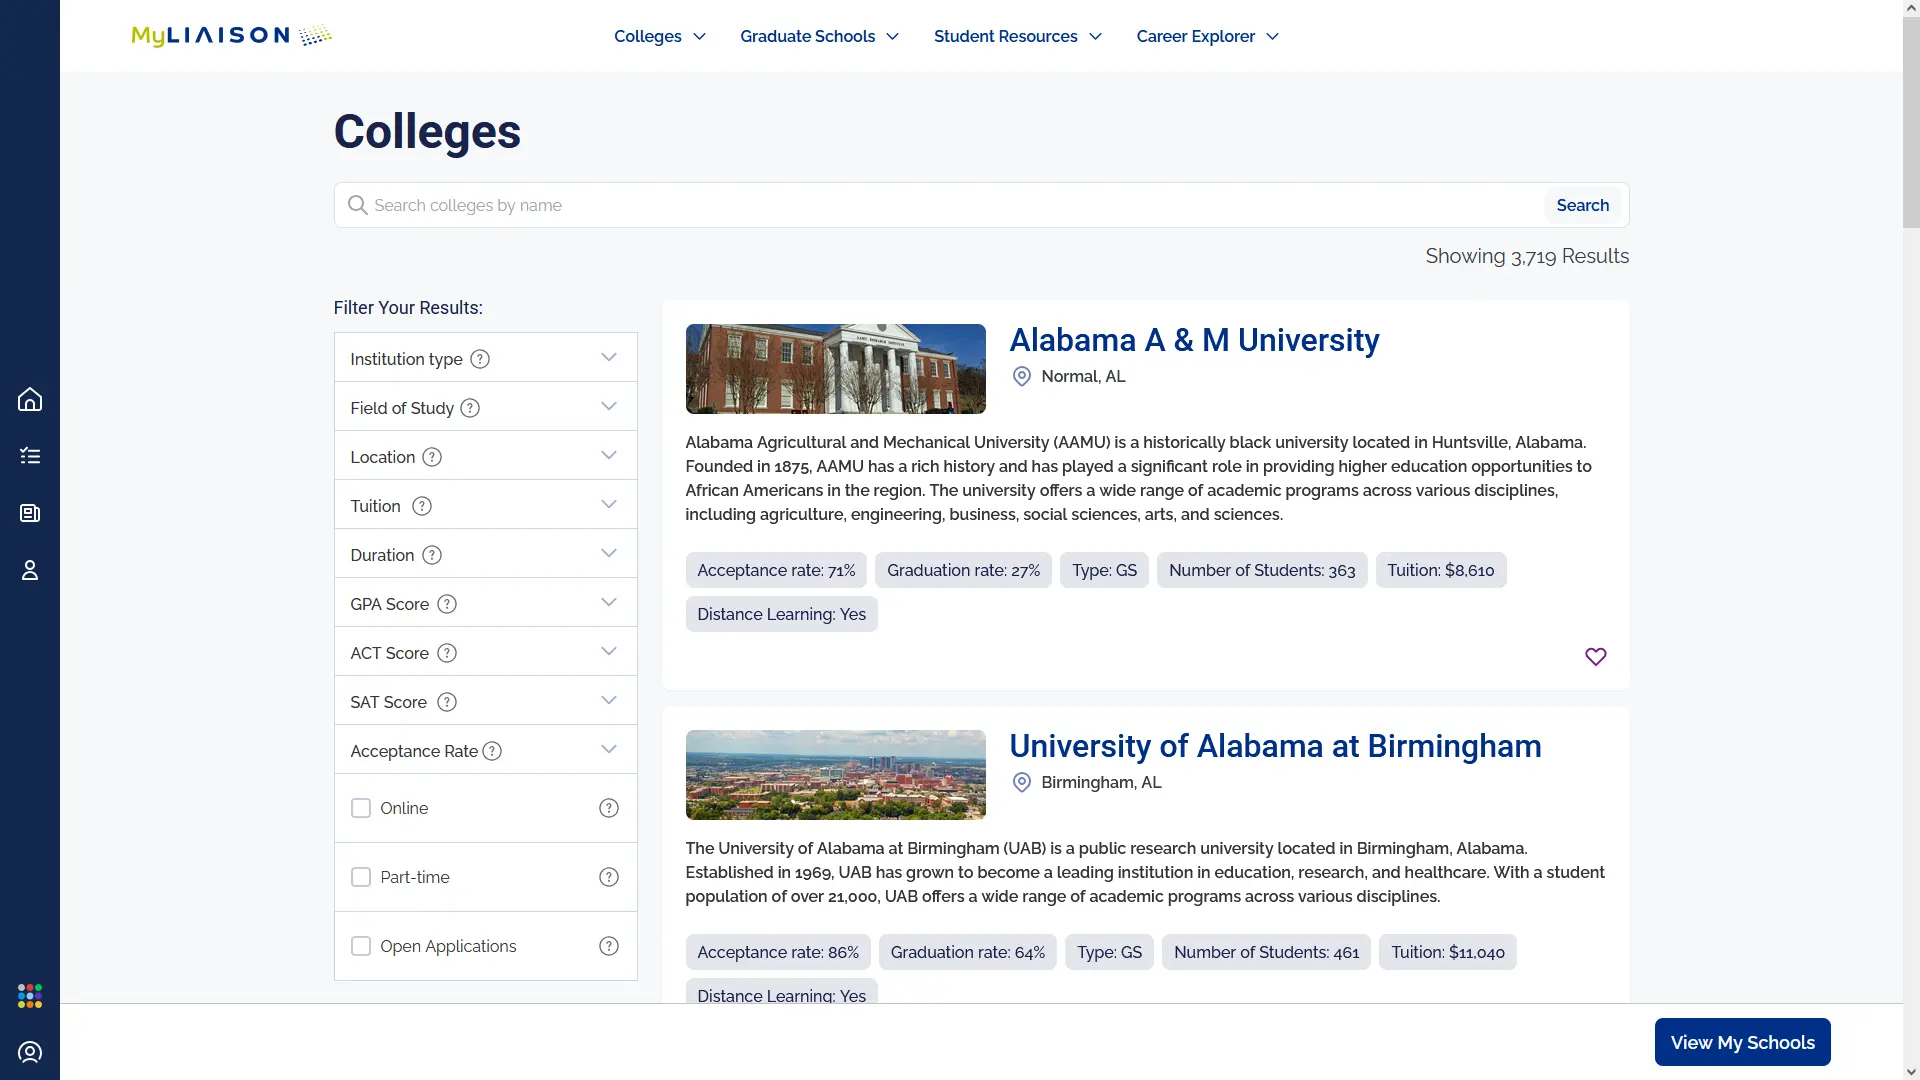 MyLIAISON
Colleges
Graduate Schools
Student Resources
Career Explorer
Colleges
Search colleges by name
Search
Showing 3,719 Results
Filter Your Results:
Institution type ?
Field of Study ?
Location ?
Tuition ?
Duration ?
GPA Score ?
ACT Score ?
SAT Score ?
Acceptance Rate ?
Online ?
Part-time ?
Open Applications ?
Alabama A & M University
Normal, AL
Alabama Agricultural and Mechanical University (AAMU) is a historically black university located in Huntsville, Alabama.
Founded in 1875, AAMU has a rich history and has played a significant role in providing higher education opportunities to
African Americans in the region. The university offers a wide range of academic programs across various disciplines,
including agriculture, engineering, business, social sciences, arts, and sciences.
Acceptance rate: 71%
Graduation rate: 27%
Type: GS
Number of Students: 363
Tuition: $8,610
Distance Learning: Yes
University of Alabama at Birmingham
Birmingham, AL
The University of Alabama at Birmingham (UAB) is a public research university located in Birmingham, Alabama.
Established in 1969, UAB has grown to become a leading institution in education, research, and healthcare. With a student
population of over 21,000, UAB offers a wide range of academic programs across various disciplines.
Acceptance rate: 86%
Graduation rate: 64%
Type: GS
Number of Students: 461
Tuition: $11,040
Distance Learning: Yes
View My Schools